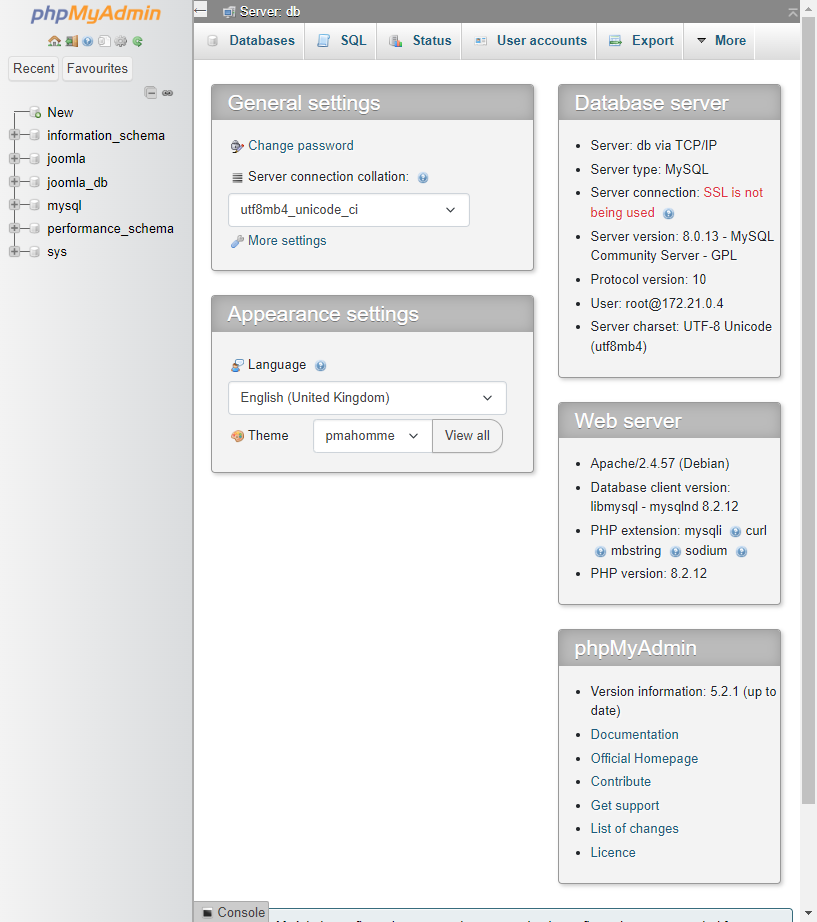 phpMyAdmin
Recent Favourites
New
information_schema
joomla
joomla_db
mysql
performance_schema
sys
Server: db
Databases SQL Status User accounts Export More
General settings
Change password
Server connection collation:
utf8mb4_unicode_ci
More settings
Appearance settings
Language
English (United Kingdom)
Theme pmahomme View all
Database server
Server: db via TCP/IP
Server type: MySQL
Server connection: SSL is not
being used
Server version: 8.0.13 - MySQL
Community Server - GPL
Protocol version: 10
User: root@172.21.0.4
Server charset: UTF-8 Unicode
(utf8mb4)
Web server
Apache/2.4.57 (Debian)
Database client version:
libmysql - mysqlnd 8.2.12
PHP extension: mysqli curl
mbstring sodium
PHP version: 8.2.12
phpMyAdmin
Version information: 5.2.1 (up to
date)
Documentation
Official Homepage
Contribute
Get support
List of changes
Licence
Console